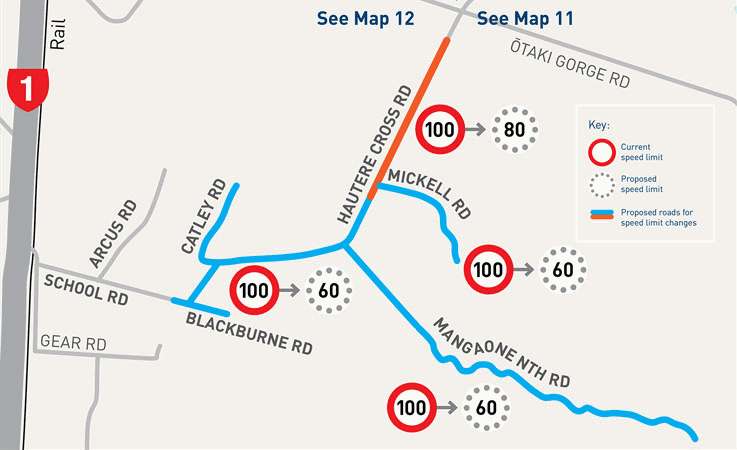 See Map 12
See Map 11
Rail
ŌTAKI GORGE RD
1
HAUTERE CROSS RD
100
80
Key:
Current
speed limit
Proposed
speed limit
Proposed roads for
speed limit changes
MICKELL RD
CATLEY RD
ARCUS RD
100
60
100
60
SCHOOL RD
BLACKBURNE RD
GEAR RD
MANGAONE NTH RD
100
60